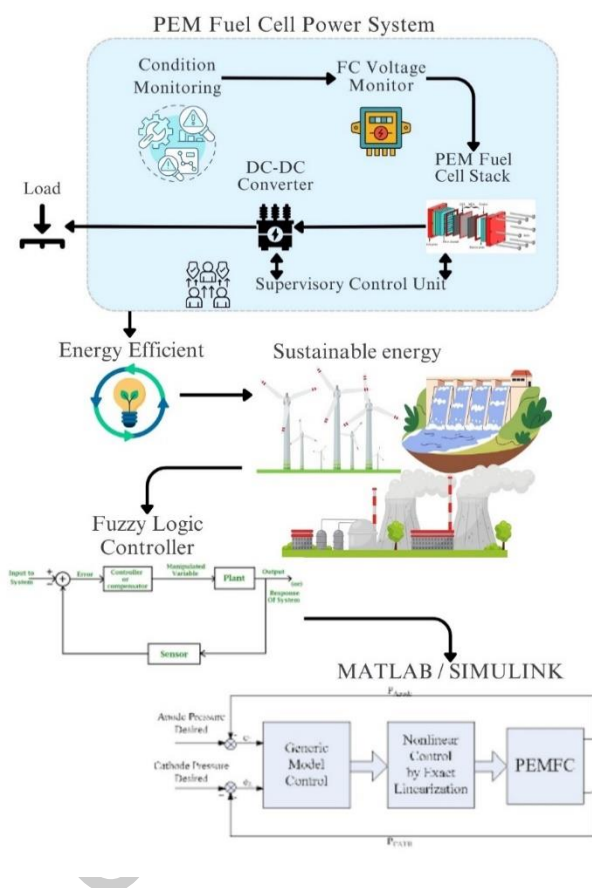 PEM Fuel Cell Power System
Condition
Monitoring
FC Voltage
Monitor
PEM Fuel
Cell Stack
DC-DC
Converter
Load
Supervisory Control Unit
Energy Efficient
Sustainable energy
Fuzzy Logic
Controller
Input to
System
+
−
Error
Controller
or
compensator
Manipulated
Variable
Plant
Output
Response
Of System
Sensor
MATLAB / SIMULINK
Anode Pressure
Desired
Cathode Pressure
Desired
Generic
Model
Control
Nonlinear
Control
by Exact
Linearization
PEMFC